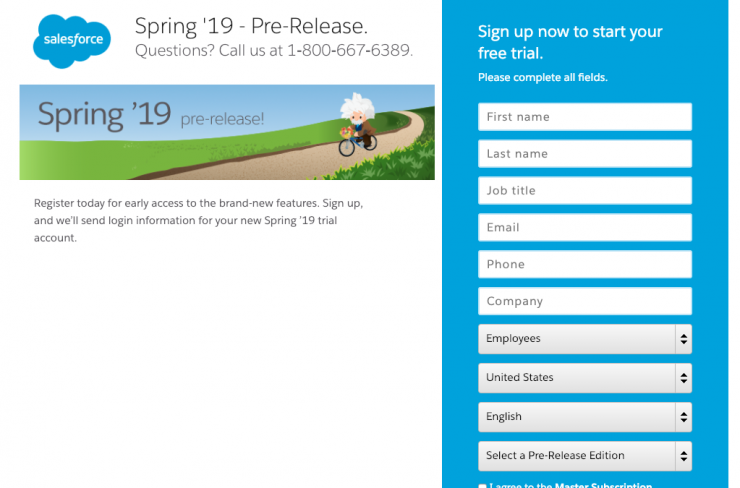 salesforce
Spring '19 - Pre-Release.
Questions? Call us at 1-800-667-6389.
Spring ’19 pre-release!
Register today for early access to the brand-new features. Sign up,
and we'll send login information for your new Spring '19 trial
account.
Sign up now to start your
free trial.
Please complete all fields.
First name
Last name
Job title
Email
Phone
Company
Employees
United States
English
Select a Pre-Release Edition
I agree to the Master Subscription